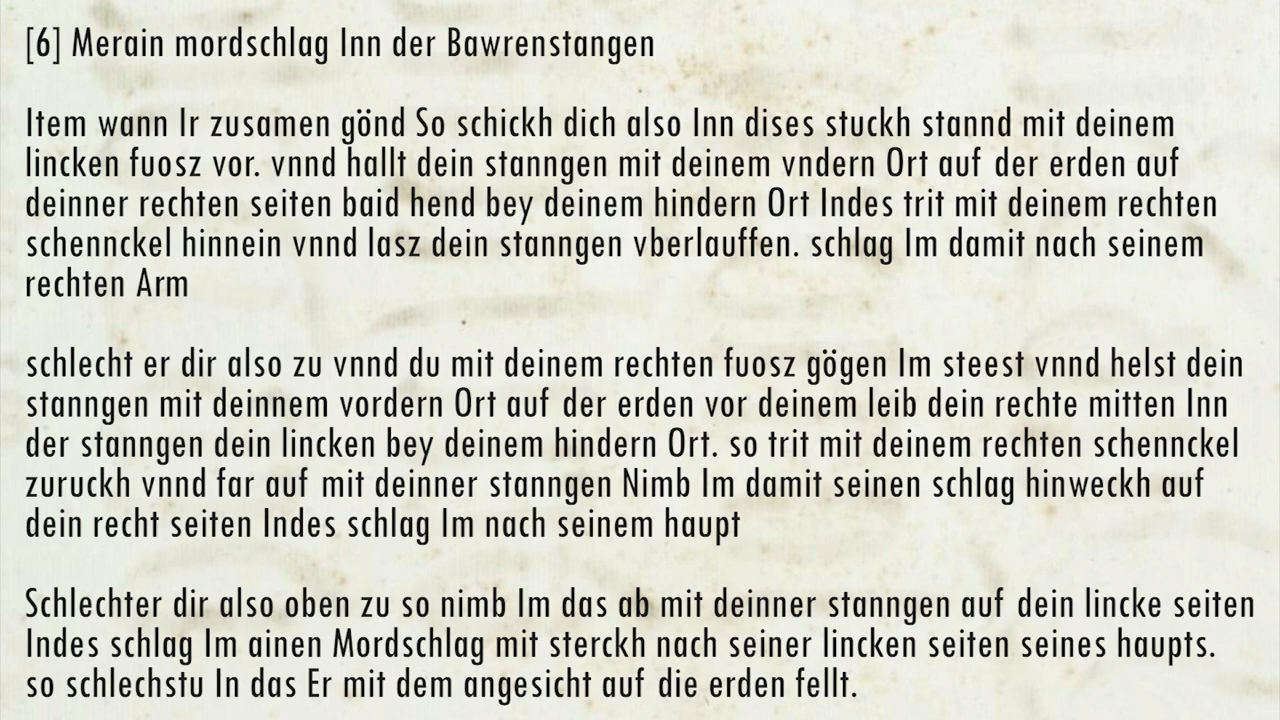 [6] Merain mordschlag Inn der Bawrenstangen
Item wann Ir zusamen gönd So schickh dich also Inn dises stuckh stannd mit deinem
lincken fuosz vor. vnnd hallt dein stanngen mit deinem vndern Ort auf der erden auf
deinner rechten seiten baid hend bey deinem hindern Ort Indes trit mit deinem rechten
schennckel hinnein vnnd lasz dein stanngen vberlauffen. schlag Im damit nach seinem
rechten Arm
schlecht er dir also zu vnnd du mit deinem rechten fuosz gögen Im steest vnnd helst dein
stanngen mit deinnem vordern Ort auf der erden vor deinem leib dein rechte mitten Inn
der stanngen dein lincken bey deinem hindern Ort. so trit mit deinem rechten schennckel
zuruckh vnnd far auf mit deinner stanngen Nimb Im damit seinen schlag hinweckh auf
dein recht seiten Indes schlag Im nach seinem haupt
Schlechter dir also oben zu so nimb Im das ab mit deinner stanngen auf dein lincke seiten
Indes schlag Im ainen Mordschlag mit sterckh nach seiner lincken seiten seines haupts.
so schlechstu In das Er mit dem angesicht auf die erden fellt.